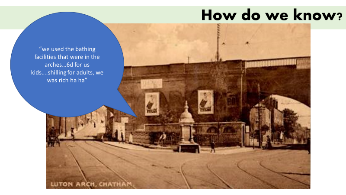 How do we know?
"we used the bathing
facilities that were in the
arches...6d for us
kids....shilling for adults, we
was rich ha ha"
LUTON ARCH, CHATHAM.